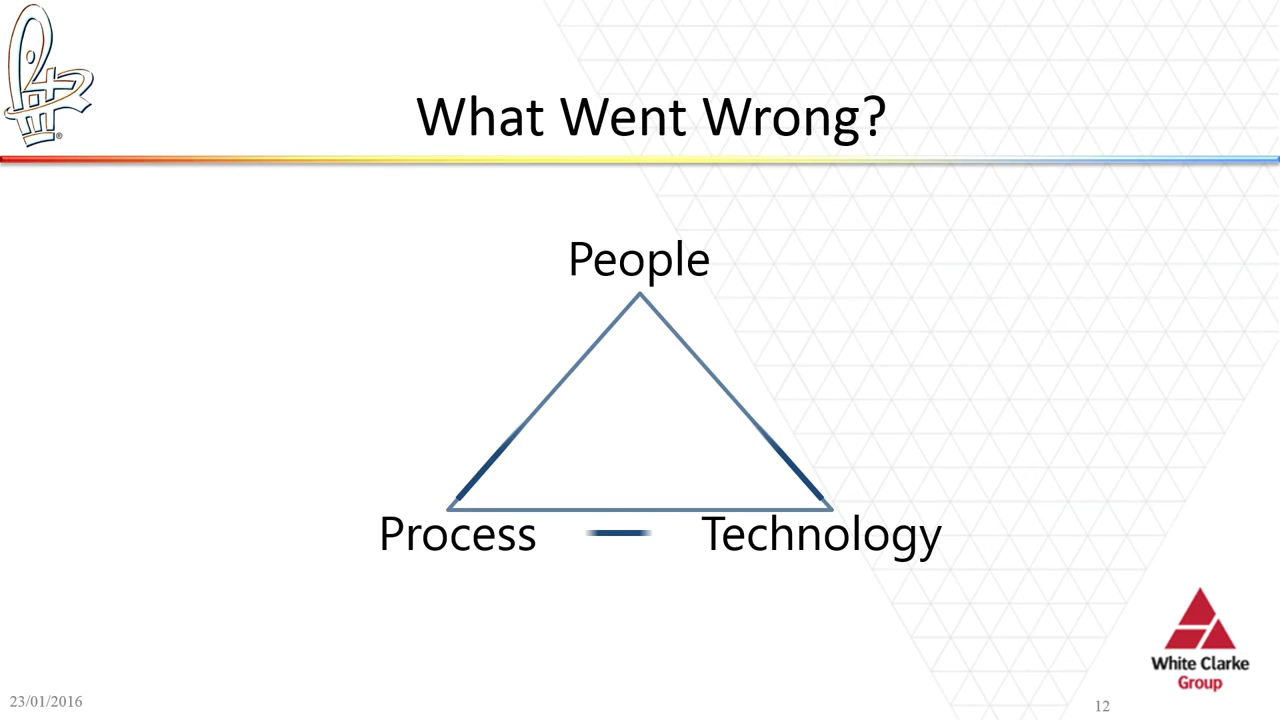 What Went Wrong?
People
Process
Technology
White Clarke
Group
23/01/2016
12